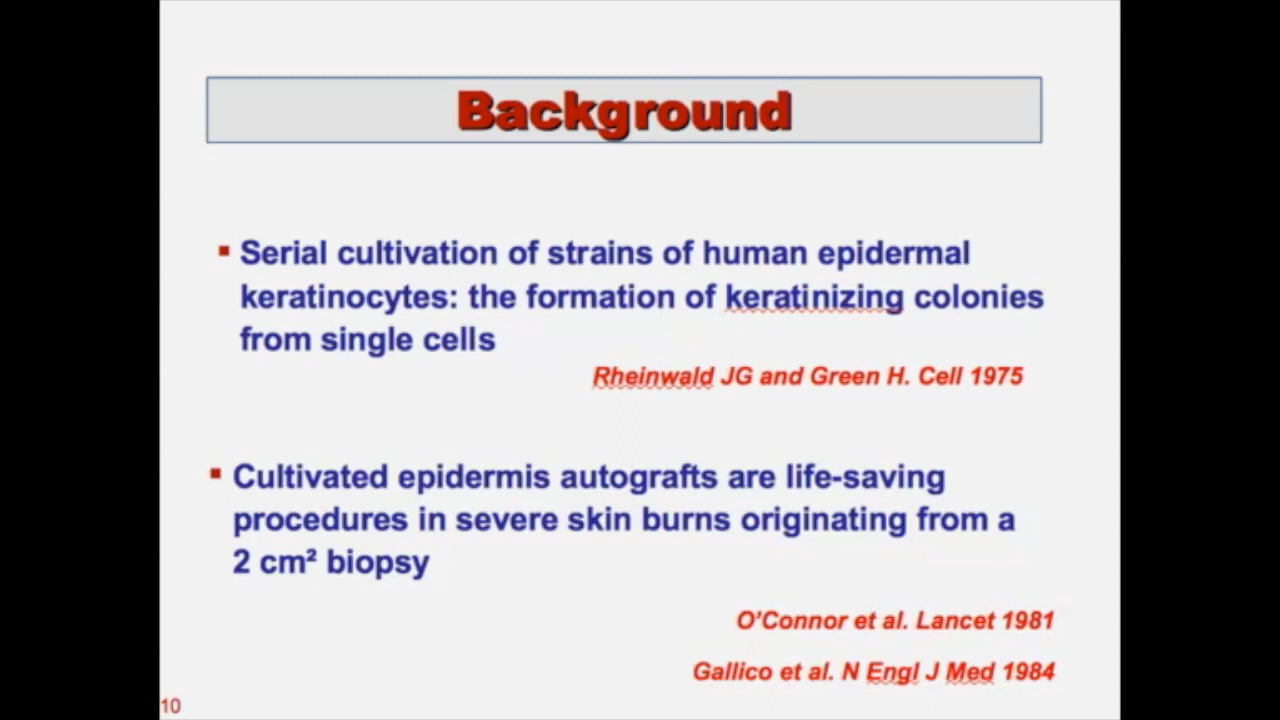 Background
▪ Serial cultivation of strains of human epidermal
keratinocytes: the formation of keratinizing colonies
from single cells
Rheinwald JG and Green H. Cell 1975
▪ Cultivated epidermis autografts are life-saving
procedures in severe skin burns originating from a
2 cm² biopsy
O'Connor et al. Lancet 1981
Gallico et al. N Engl J Med 1984
10